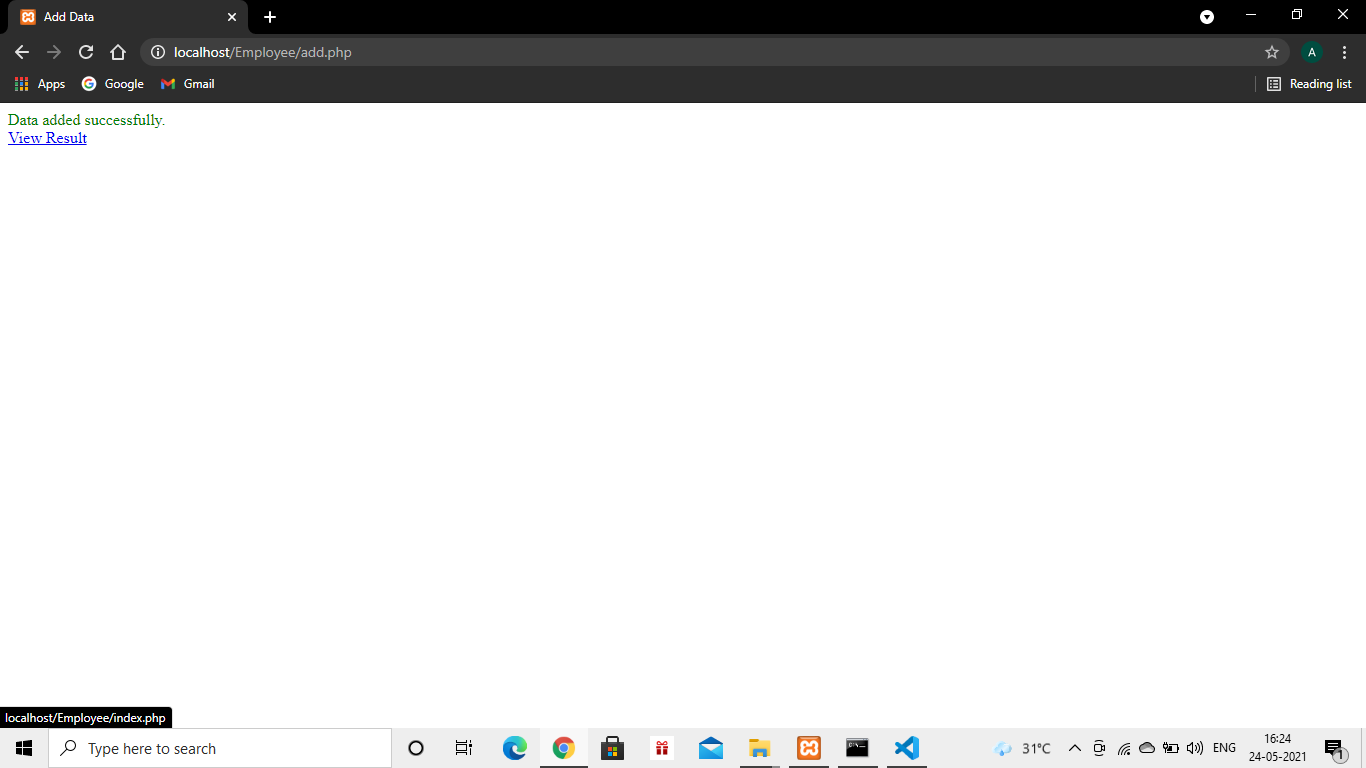 Add Data
localhost/Employee/add.php
Apps Google Gmail Reading list
Data added successfully.
View Result
localhost/Employee/index.php
Type here to search
31°C ENG 16:24
24-05-2021
1
A